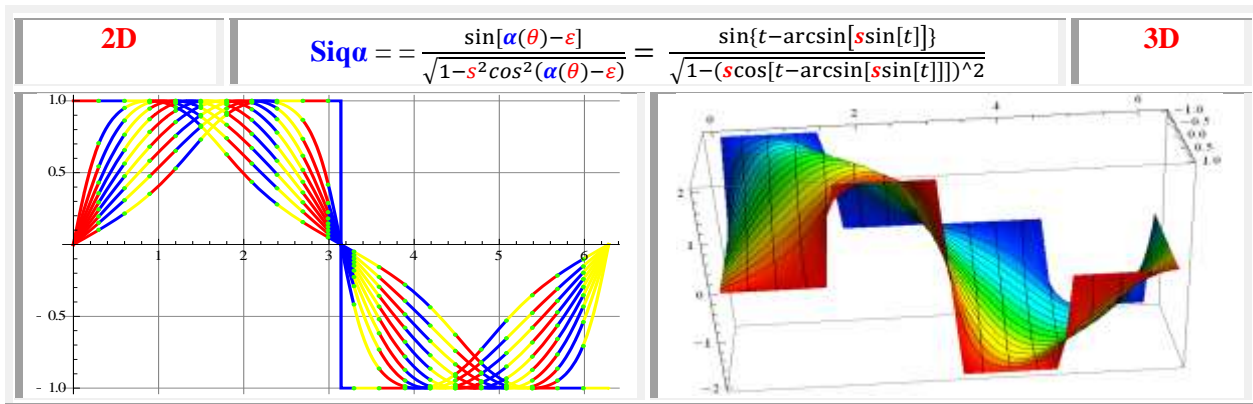 2D
Siqα = = sin[α(θ)−ε] / √1−s²cos²(α(θ)−ε) = sin{t−arcsin[ssin[t]]} / √1−(scos[t−arcsin[ssin[t]]])^2
3D
1.0
0.5
1 2 3 4 5 6
- 0.5
- 1.0
0 2 4 6
-1.0
-0.5
0.0
0.5
1.0
2
1
0
-1
-2